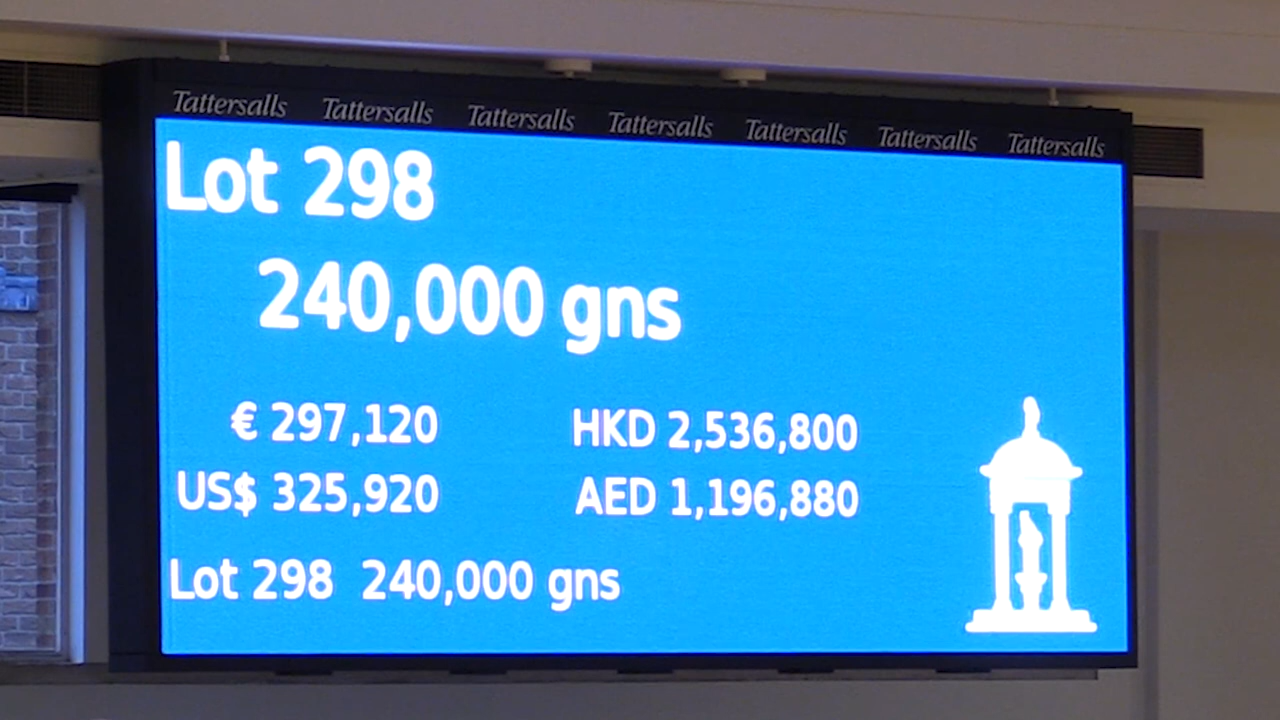 Tattersalls Tattersalls Tattersalls Tattersalls Tattersalls Tattersalls Tattersalls
Lot 298
240,000 gns
€ 297,120 HKD 2,536,800
US$ 325,920 AED 1,196,880
Lot 298 240,000 gns